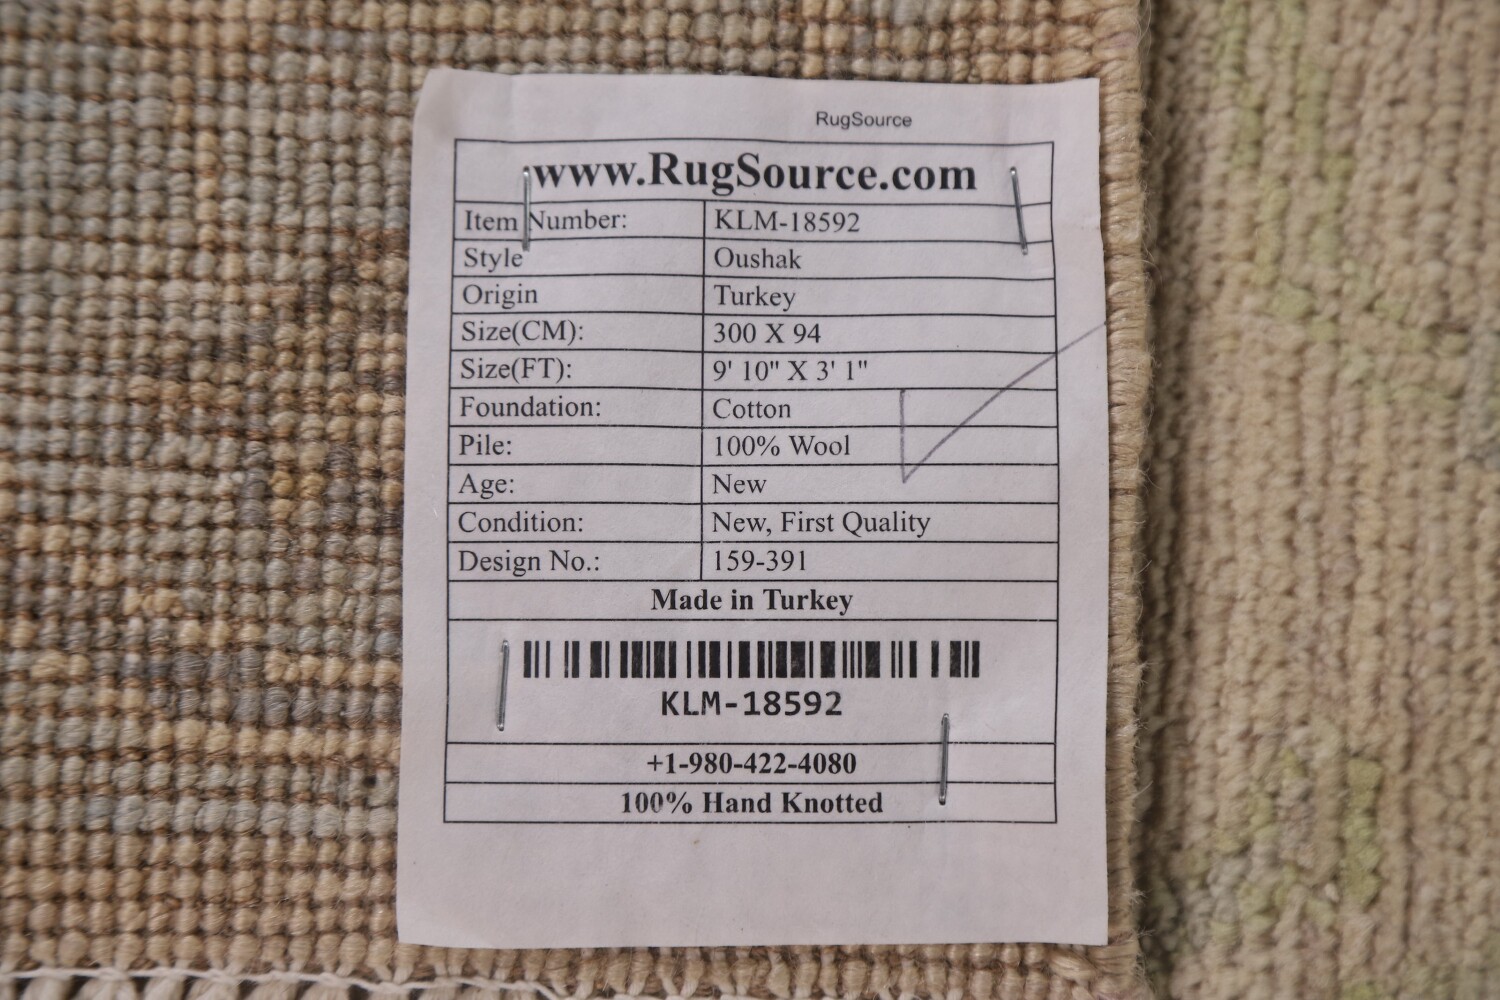 RugSource
www.RugSource.com
Item Number: KLM-18592
Style Oushak
Origin Turkey
Size(CM): 300 X 94
Size(FT): 9' 10" X 3' 1"
Foundation: Cotton
Pile: 100% Wool
Age: New
Condition: New, First Quality
Design No.: 159-391
Made in Turkey
KLM-18592
+1-980-422-4080
100% Hand Knotted